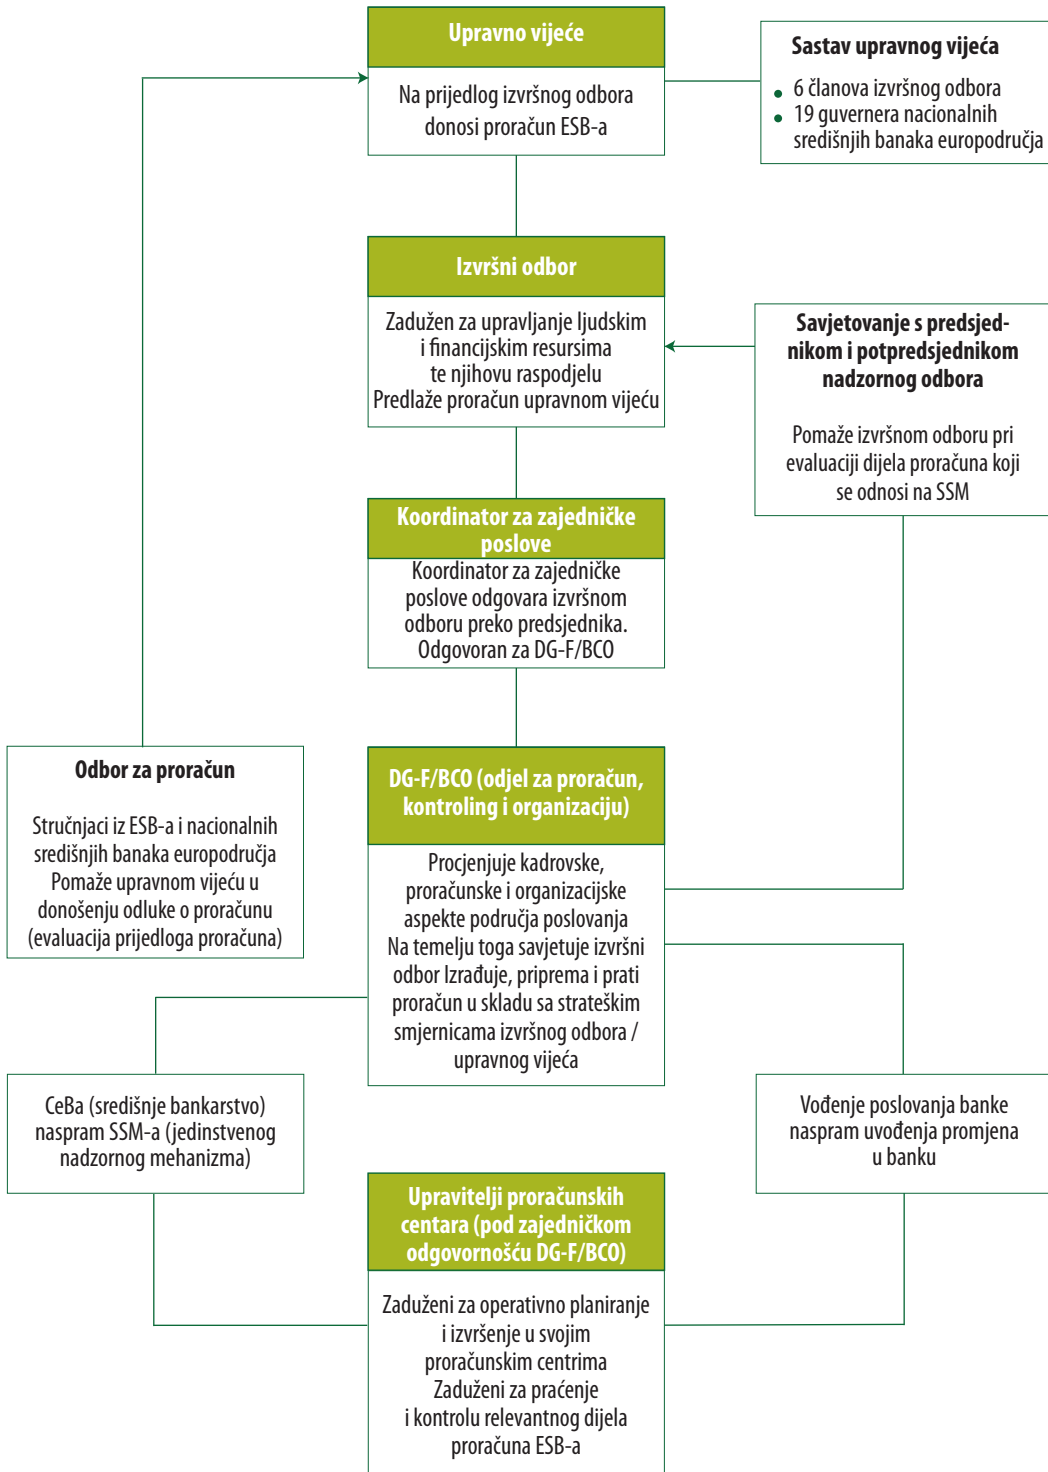 Upravno vijeće
Na prijedlog izvršnog odbora
donosi proračun ESB-a
Sastav upravnog vijeća
• 6 članova izvršnog odbora
• 19 guvernera nacionalnih
središnjih banaka europodručja
Izvršni odbor
Zadužen za upravljanje ljudskim
i financijskim resursima
te njihovu raspodjelu
Predlaže proračun upravnom vijeću
Savjetovanje s predsjed-
nikom i potpredsjednikom
nadzornog odbora
Pomaže izvršnom odboru pri
evaluaciji dijela proračuna koji
se odnosi na SSM
Koordinator za zajedničke
poslove
Koordinator za zajedničke
poslove odgovara izvršnom
odboru preko predsjednika.
Odgovoran za DG-F/BCO
Odbor za proračun
Stručnjaci iz ESB-a i nacionalnih
središnjih banaka europodručja
Pomaže upravnom vijeću u
donošenju odluke o proračunu
(evaluacija prijedloga proračuna)
DG-F/BCO (odjel za proračun,
kontroling i organizaciju)
Procjenjuje kadrovske,
proračunske i organizacijske
aspekte područja poslovanja
Na temelju toga savjetuje izvršni
odbor Izrađuje, priprema i prati
proračun u skladu sa strateškim
smjernicama izvršnog odbora /
upravnog vijeća
CeBa (središnje bankarstvo)
naspram SSM-a (jedinstvenog
nadzornog mehanizma)
Vođenje poslovanja banke
naspram uvođenja promjena
u banku
Upravitelji proračunskih
centara (pod zajedničkom
odgovornošću DG-F/BCO)
Zaduženi za operativno planiranje
i izvršenje u svojim
proračunskim centrima
Zaduženi za praćenje
i kontrolu relevantnog dijela
proračuna ESB-a